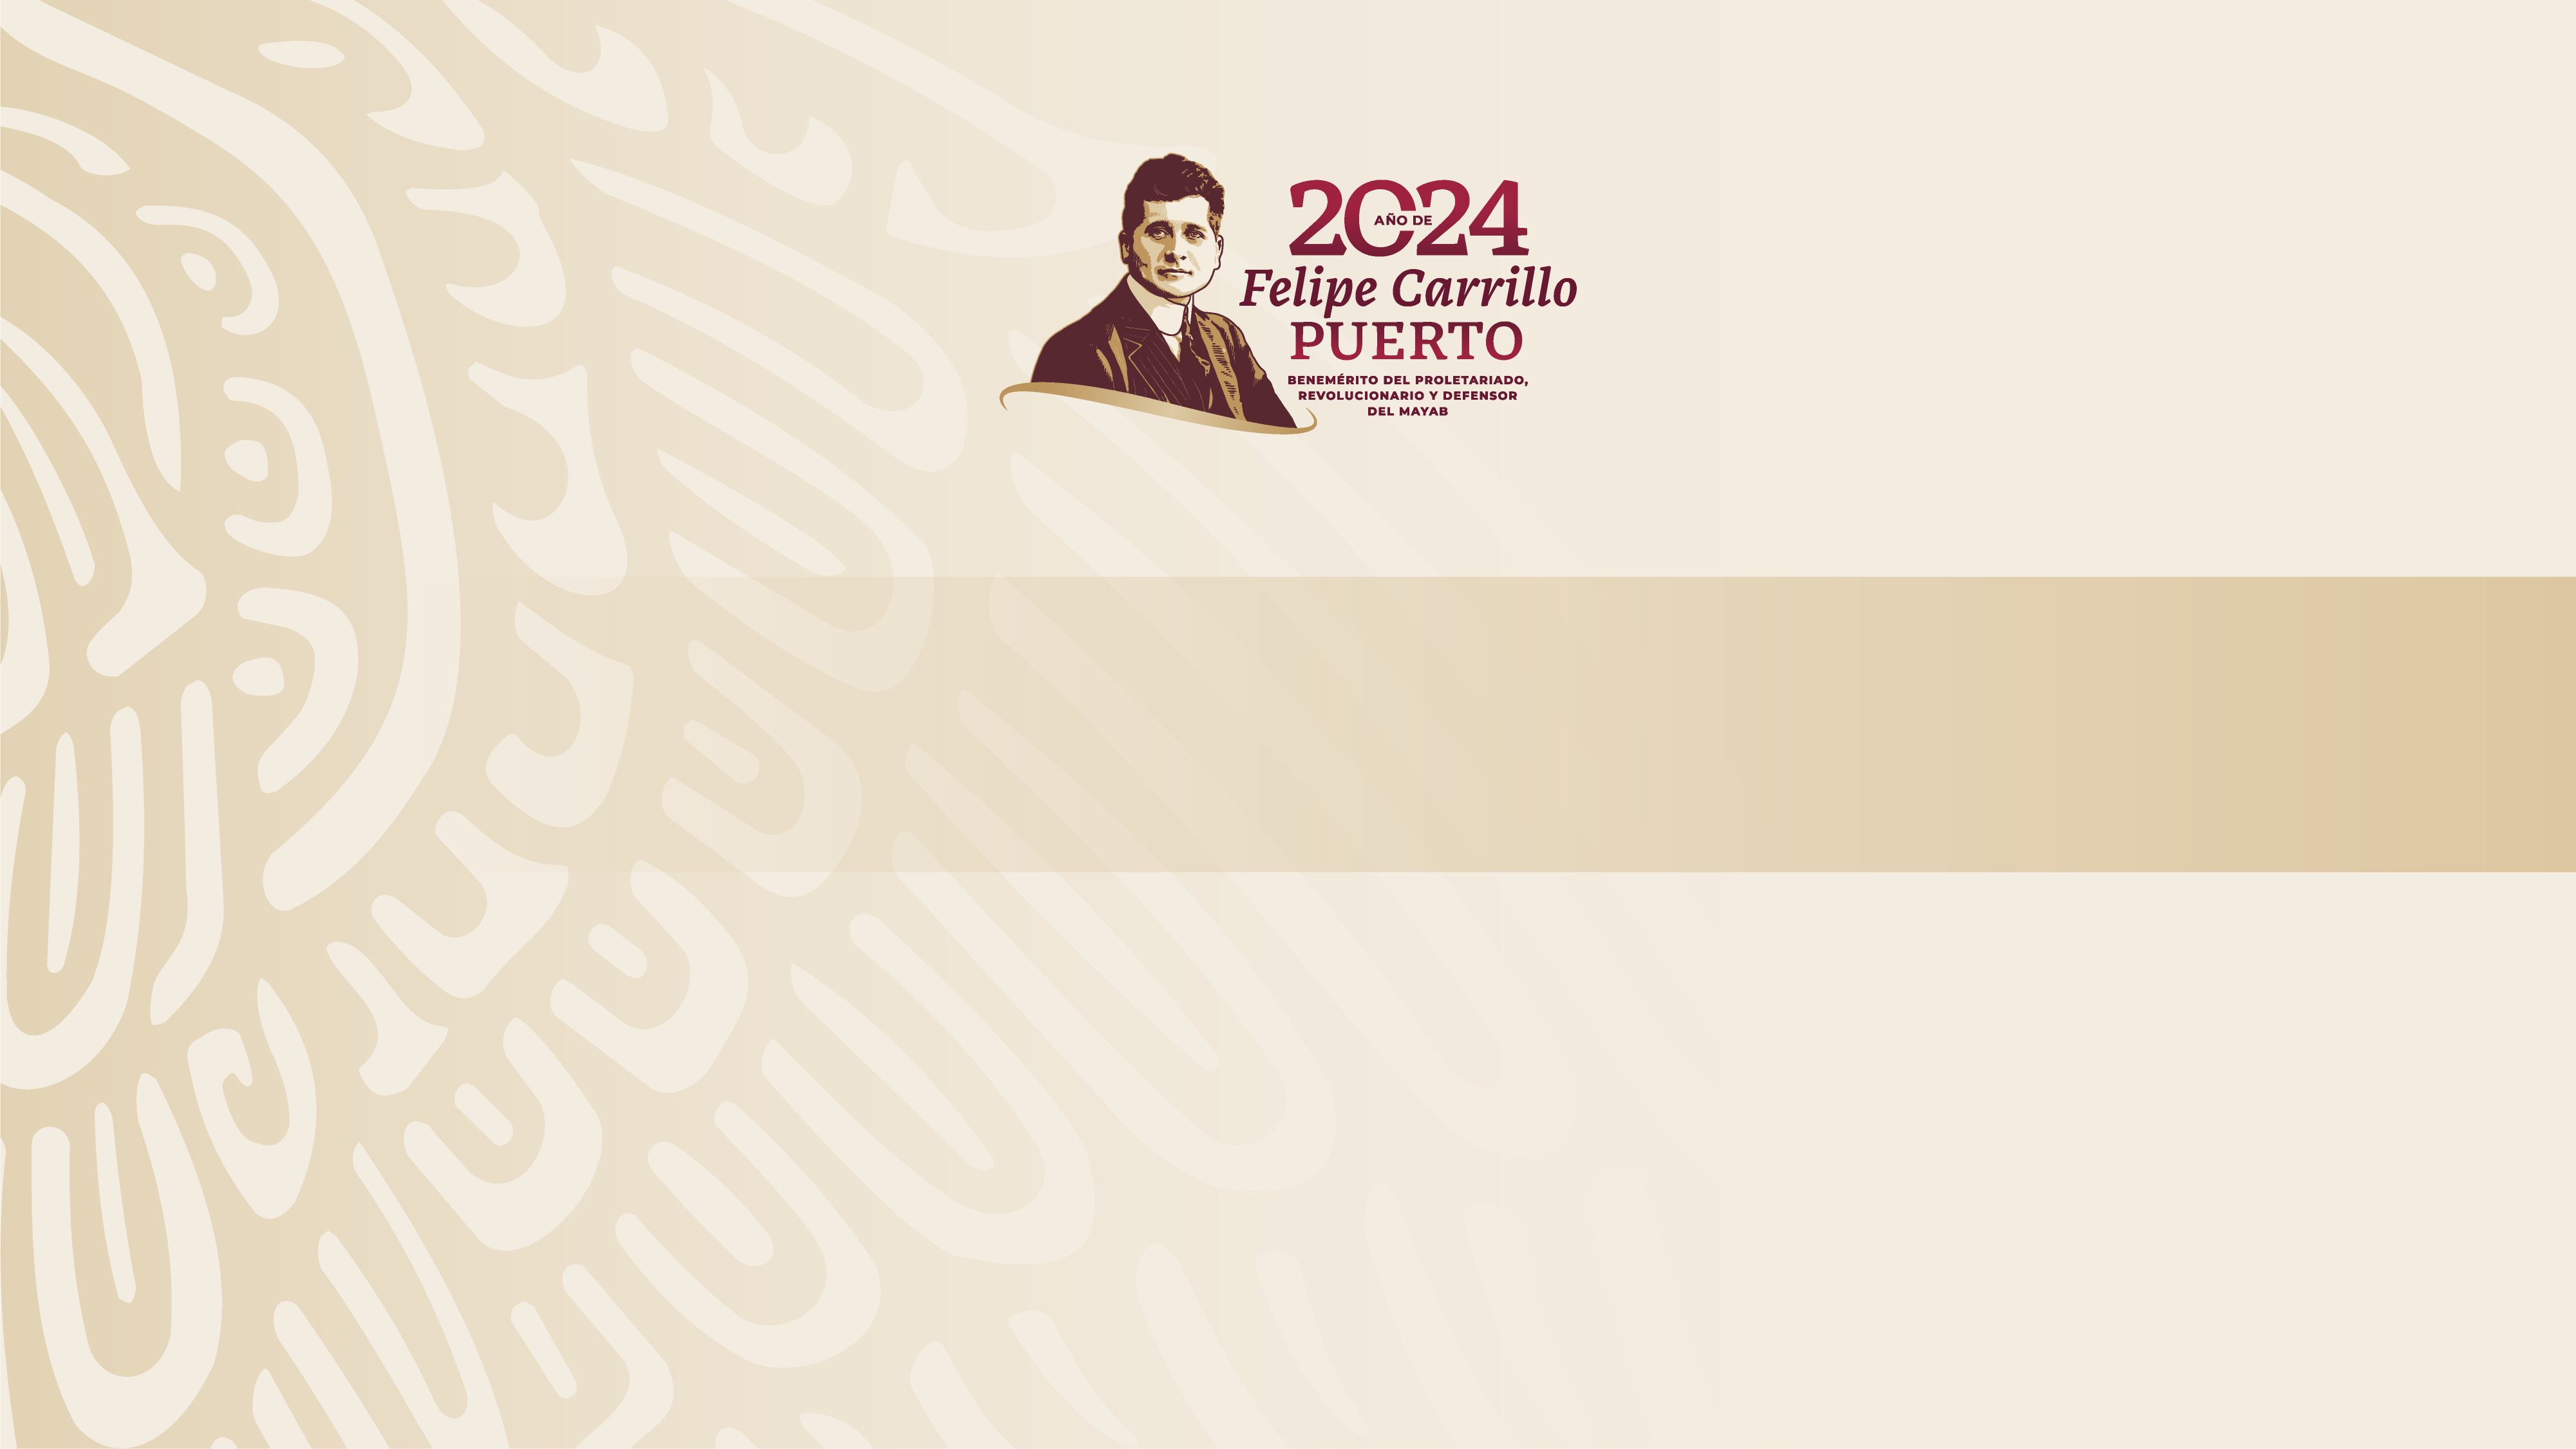 2024
AÑO DE
Felipe Carrillo
PUERTO
BENEMÉRITO DEL PROLETARIADO,
REVOLUCIONARIO Y DEFENSOR
DEL MAYAB